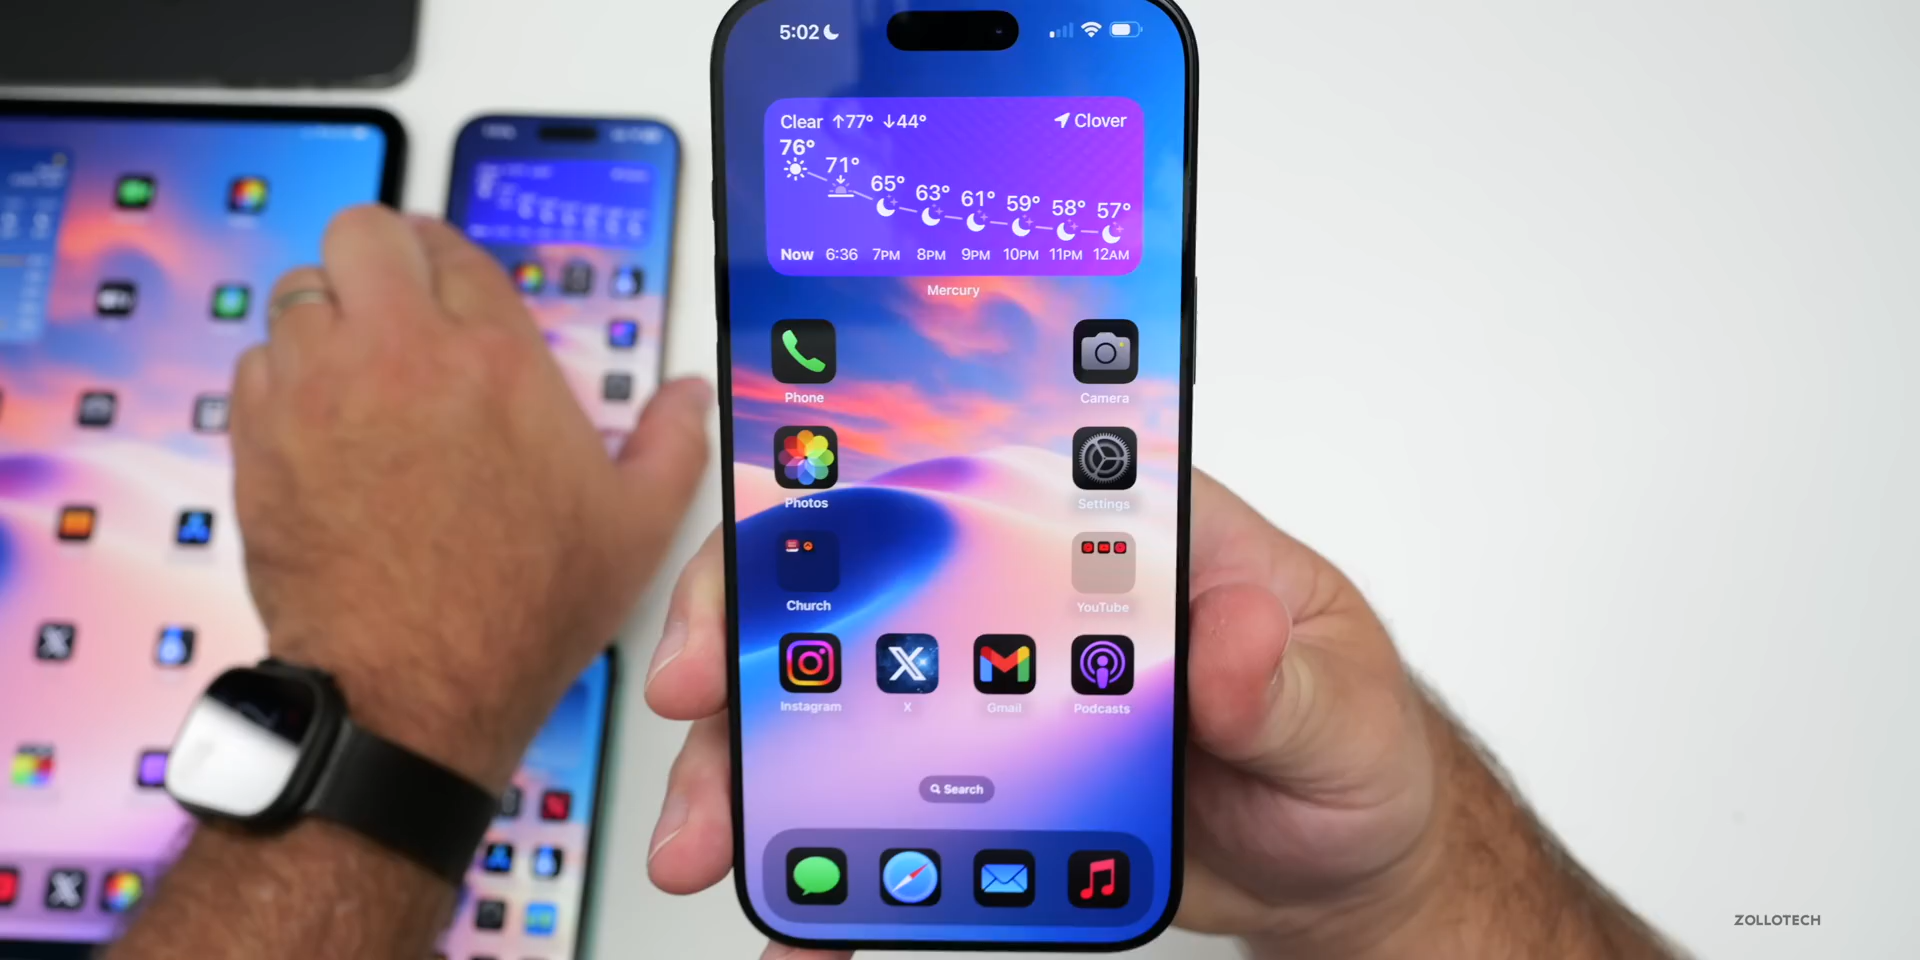 5:02
Clear ↑77° ↓44° Clover
76° 71° 65° 63° 61° 59° 58° 57°
Now 6:36 7PM 8PM 9PM 10PM 11PM 12AM
Mercury
Phone Camera
Photos Settings
Church YouTube
Instagram X Gmail Podcasts
Search
ZOLLOTECH